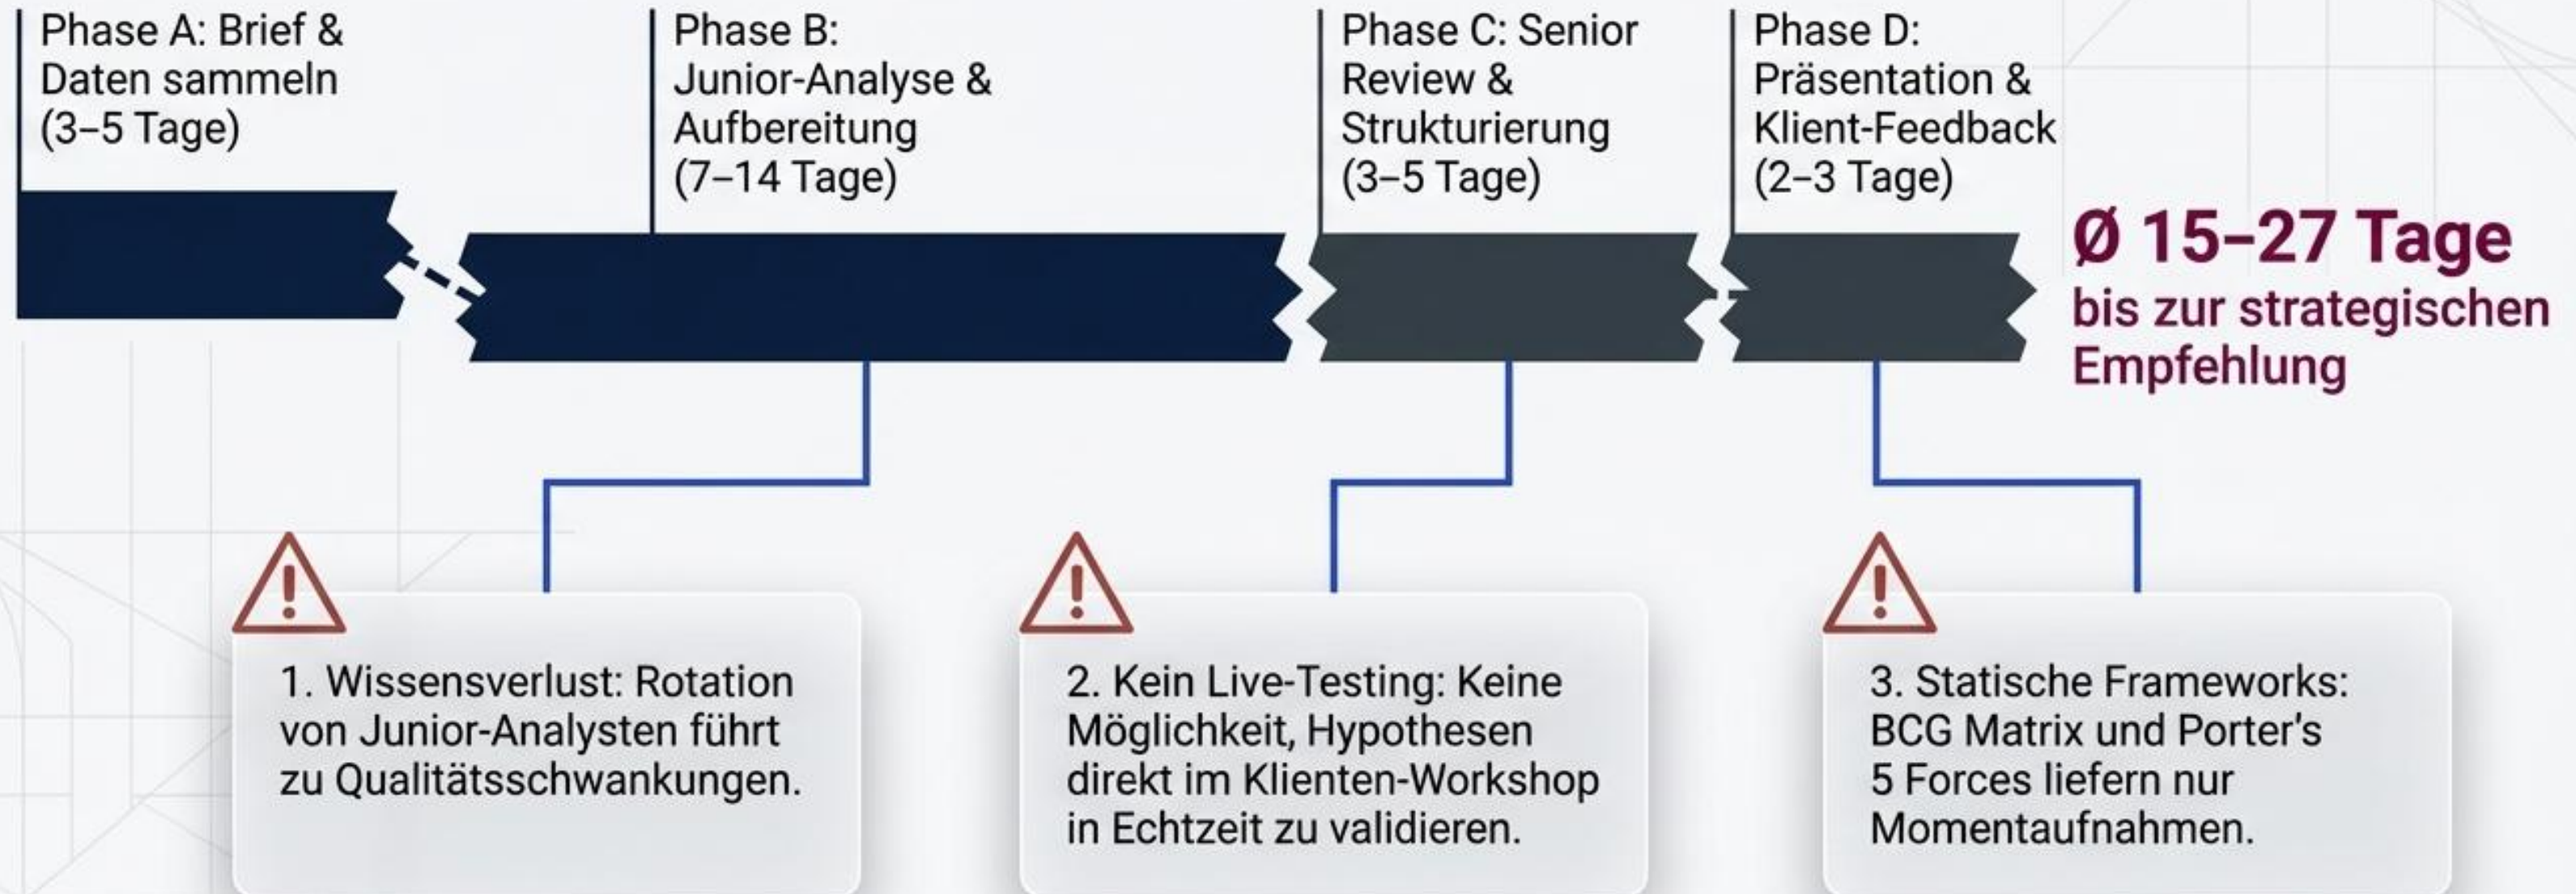 Phase A: Brief &
Daten sammeln
(3–5 Tage)
Phase B:
Junior-Analyse &
Aufbereitung
(7–14 Tage)
Phase C: Senior
Review &
Strukturierung
(3–5 Tage)
Phase D:
Präsentation &
Klient-Feedback
(2–3 Tage)
Ø 15–27 Tage
bis zur strategischen
Empfehlung
1. Wissensverlust: Rotation
von Junior-Analysten führt
zu Qualitätsschwankungen.
2. Kein Live-Testing: Keine
Möglichkeit, Hypothesen
direkt im Klienten-Workshop
in Echtzeit zu validieren.
3. Statische Frameworks:
BCG Matrix und Porter's
5 Forces liefern nur
Momentaufnahmen.